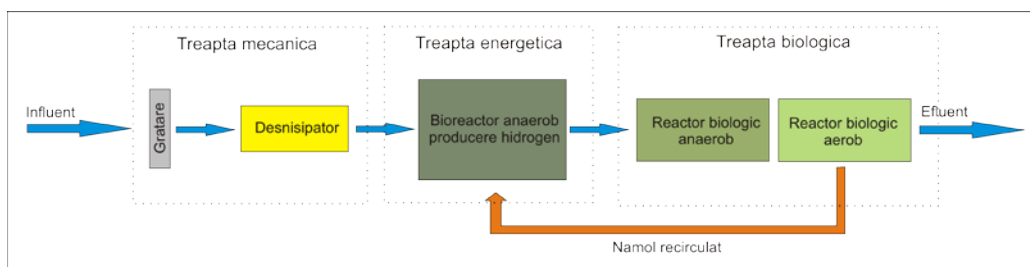 Treapta mecanica
Treapta energetica
Treapta biologica
Influent
Gratare
Desnisipator
Bioreactor anaerob
producere hidrogen
Reactor biologic
anaerob
Reactor biologic
aerob
Efluent
Namol recirculat